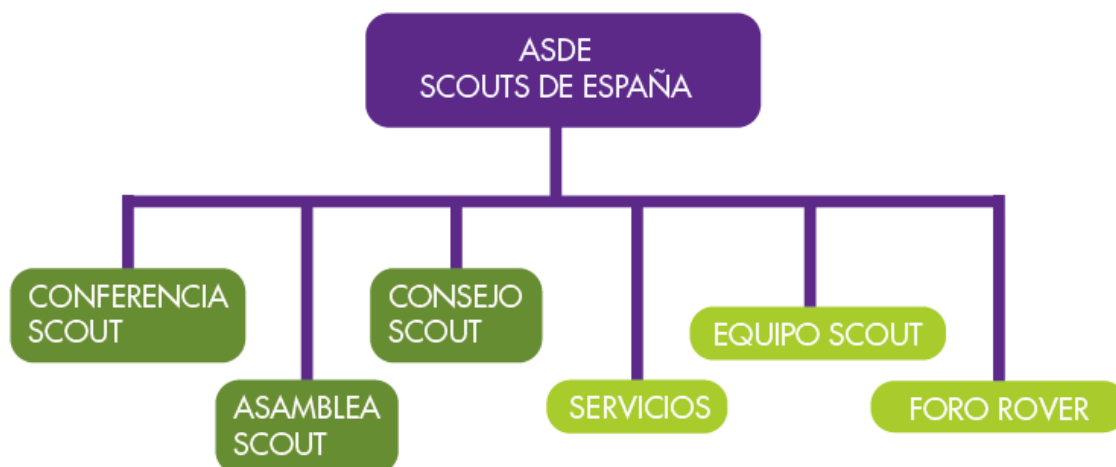 ASDE
SCOUTS DE ESPAÑA
CONFERENCIA
SCOUT
CONSEJO
SCOUT
EQUIPO SCOUT
ASAMBLEA
SCOUT
SERVICIOS
FORO ROVER